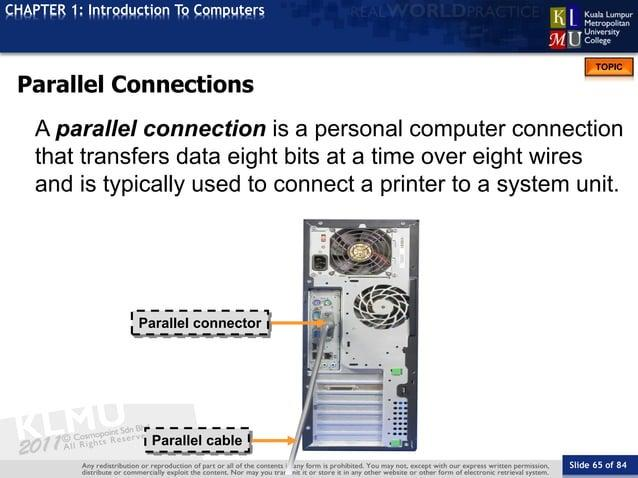 CHAPTER 1: Introduction To Computers
REALWORLDPRACTICE
KL
MU
Kuala Lumpur
Metropolitan
University
College
TOPIC
Parallel Connections
A parallel connection is a personal computer connection
that transfers data eight bits at a time over eight wires
and is typically used to connect a printer to a system unit.
Parallel connector
Parallel cable
KLMU
2011 © Cosmopoint Sdn
All Rights Reserve
Any redistribution or reproduction of part or all of the contents in any form is prohibited. You may not, except with our express written permission,
distribute or commercially exploit the content. Nor may you transmit it or store it in any other website or other form of electronic retrieval system.
Slide 65 of 84